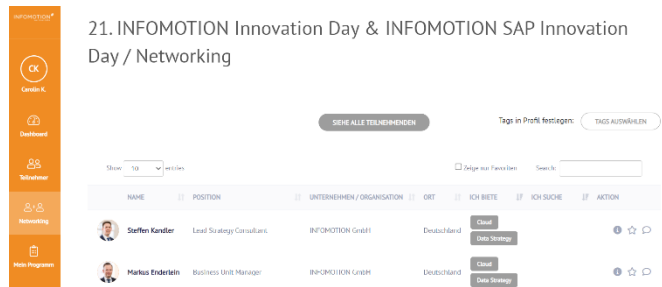 INFOMOTION
21. INFOMOTION Innovation Day & INFOMOTION SAP Innovation
Day / Networking
CK
Carolin K.
Dashboard
Teilnehmer
Networking
Mein Programm
SIEHE ALLE TEILNEHMENDEN
Tags in Profil festlegen: TAGS AUSWÄHLEN
Show 10 entries
Zeige nur Favoriten Search:
NAME POSITION UNTERNEHMEN / ORGANISATION ORT ICH BIETE ICH SUCHE AKTION
Steffen Kandler Lead Strategy Consultant INFOMOTION GmbH Deutschland Cloud
Data Strategy
Markus Enderlein Business Unit Manager INFOMOTION GmbH Deutschland Cloud
Data Strategy